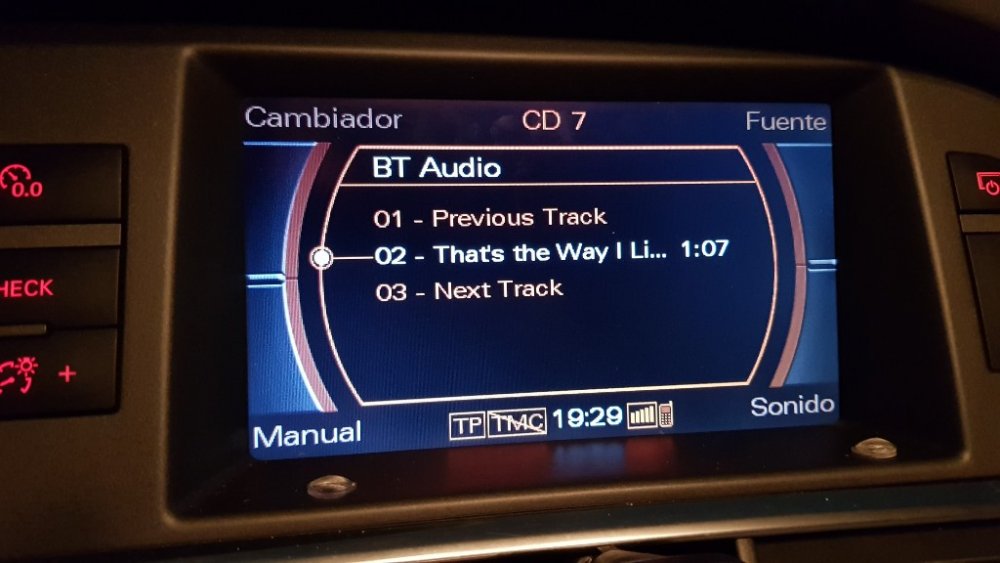 Cambiador CD 7 Fuente
BT Audio
01 - Previous Track
02 - That's the Way I Li... 1:07
03 - Next Track
Manual TP TMC 19:29 Sonido
0.0
HECK
+